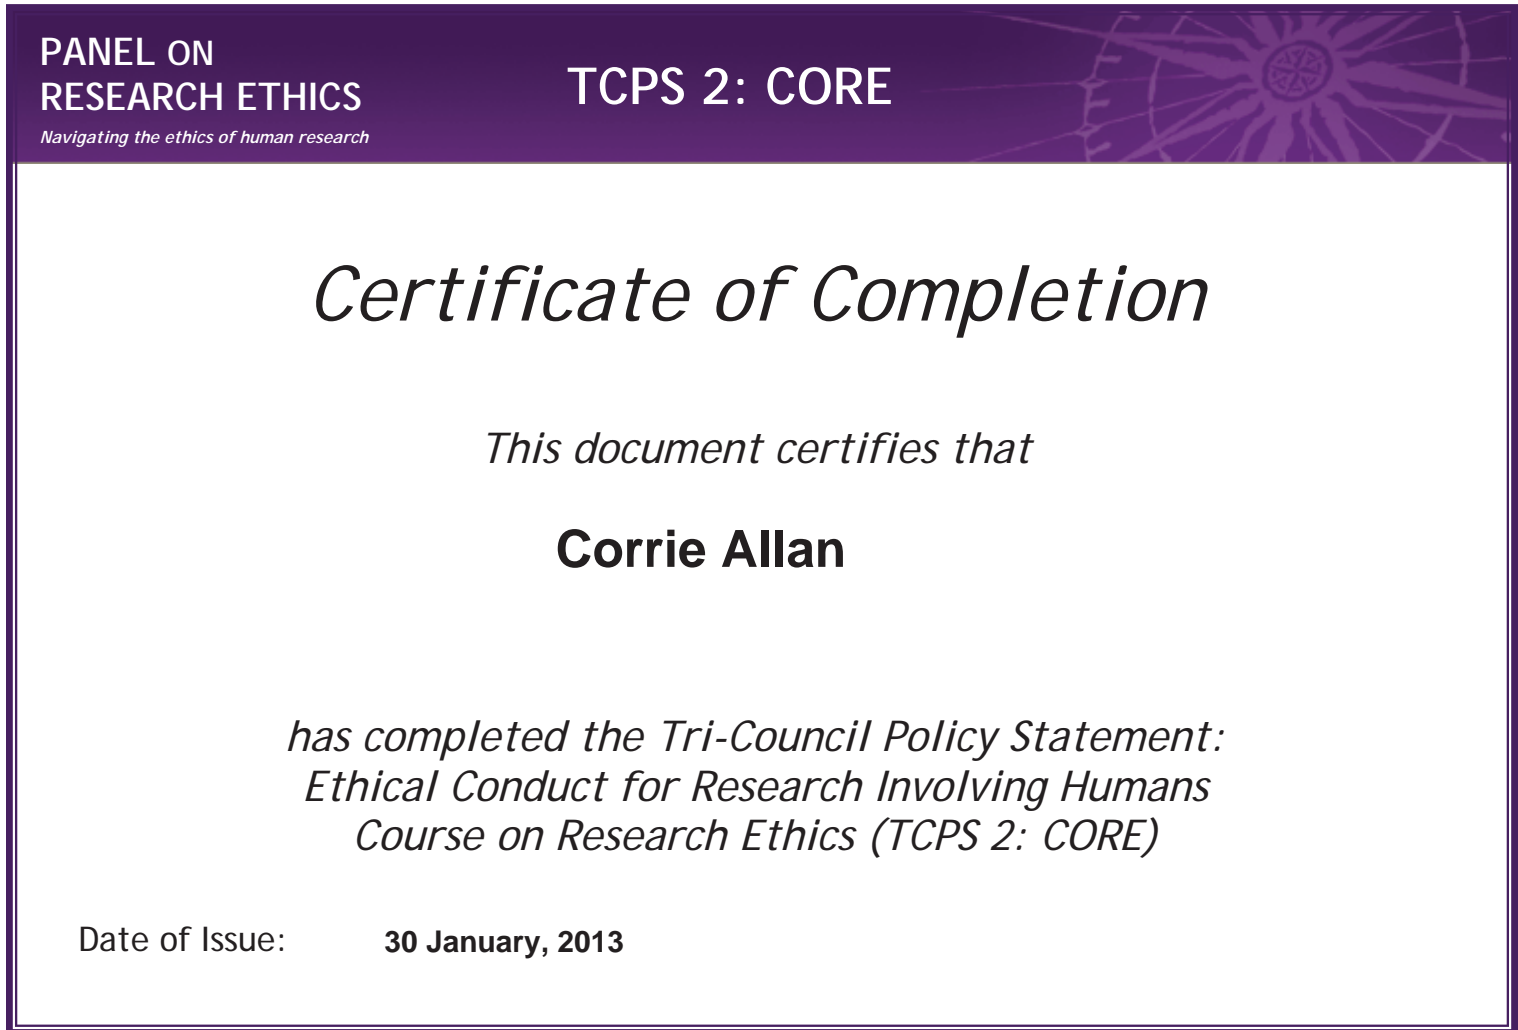 PANEL ON
RESEARCH ETHICS
Navigating the ethics of human research
TCPS 2: CORE
Certificate of Completion
This document certifies that
Corrie Allan
has completed the Tri-Council Policy Statement:
Ethical Conduct for Research Involving Humans
Course on Research Ethics (TCPS 2: CORE)
Date of Issue: 30 January, 2013